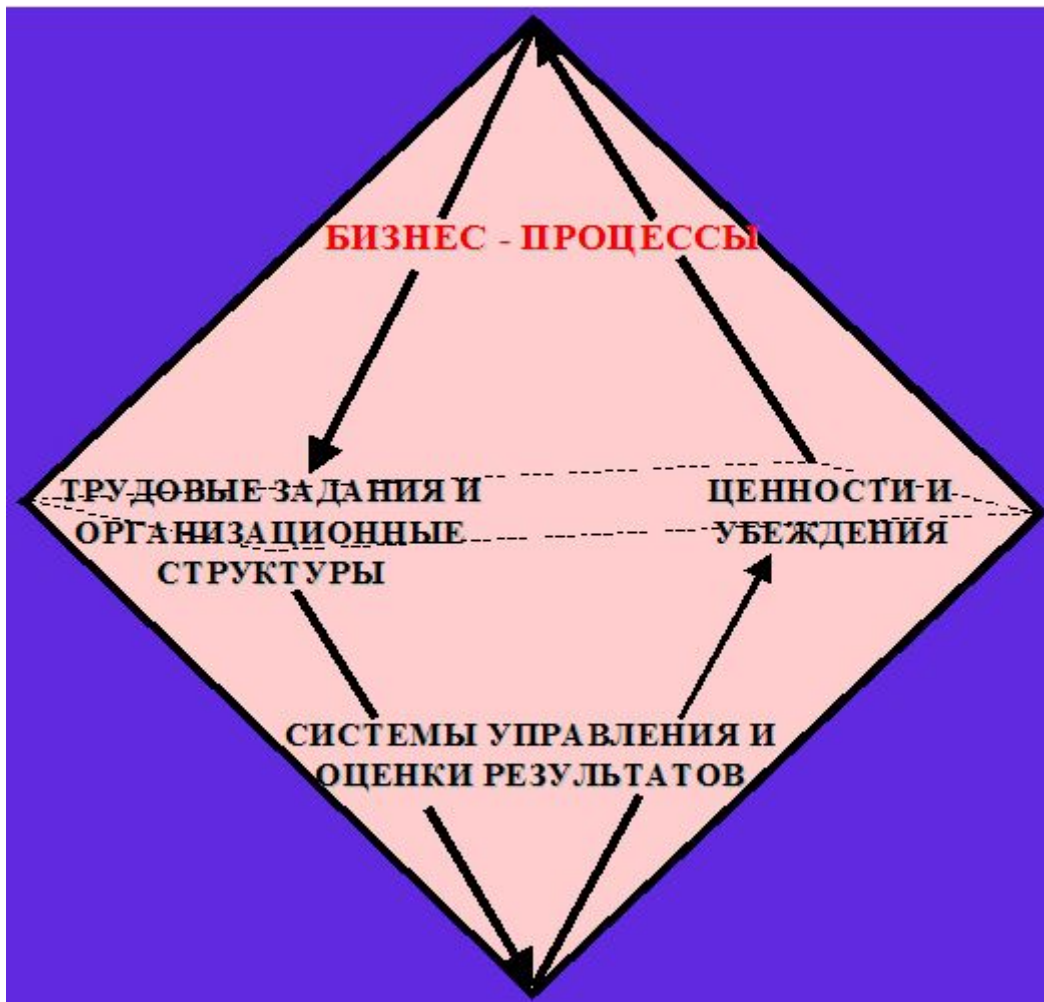 БИЗНЕС - ПРОЦЕССЫ
ТРУДОВЫЕ ЗАДАНИЯ И
ОРГАНИЗАЦИОННЫЕ
СТРУКТУРЫ
ЦЕННОСТИ И
УБЕЖДЕНИЯ
СИСТЕМЫ УПРАВЛЕНИЯ И
ОЦЕНКИ РЕЗУЛЬТАТОВ